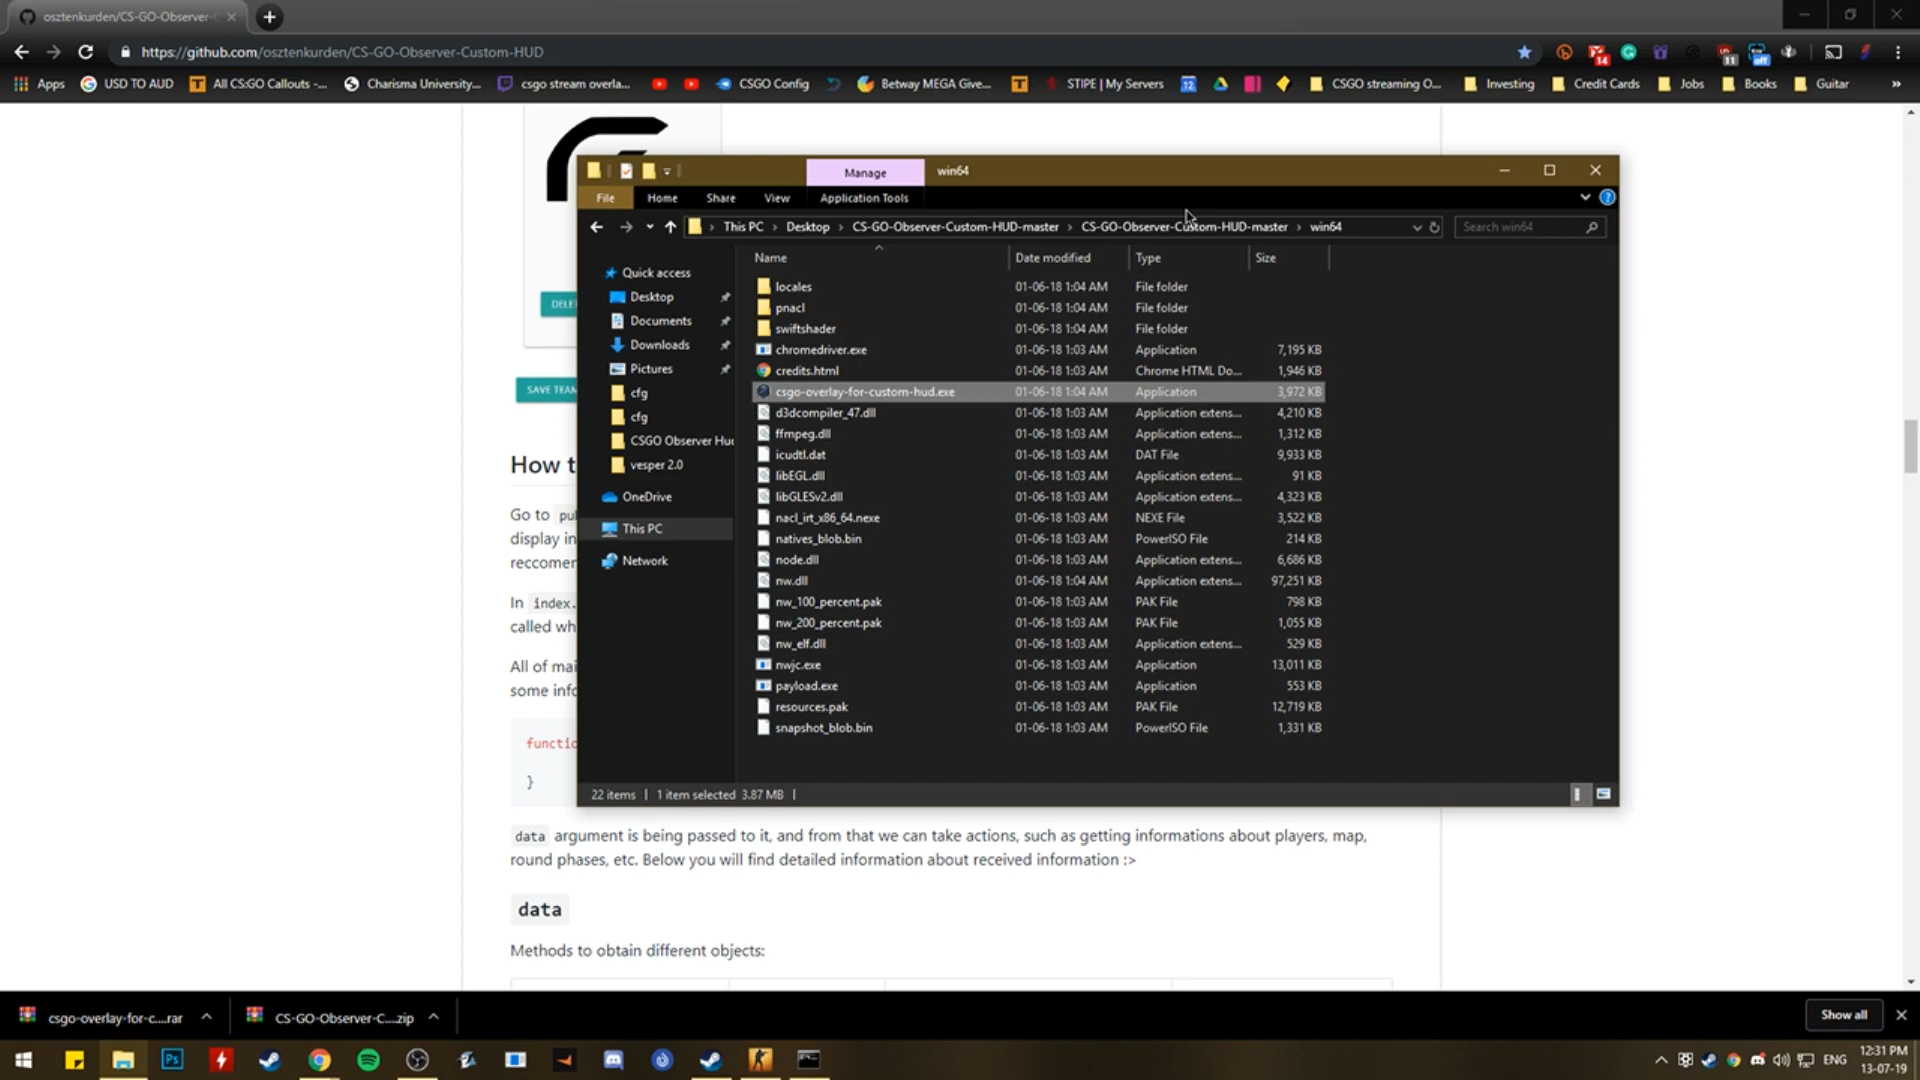 osztenkurden/CS-GO-Observer-
https://github.com/osztenkurden/CS-GO-Observer-Custom-HUD
14
11
off
Apps
USD TO AUD
All CS:GO Callouts -...
Charisma University...
csgo stream overla...
CSGO Config
Betway MEGA Give...
STIPE | My Servers
12
CSGO streaming O...
Investing
Credit Cards
Jobs
Books
Guitar
»
Manage
win64
File
Home
Share
View
Application Tools
This PC > Desktop > CS-GO-Observer-Custom-HUD-master > CS-GO-Observer-Custom-HUD-master > win64
Search win64
Name
Date modified
Type
Size
Quick access
Desktop
Documents
Downloads
Pictures
cfg
cfg
CSGO Observer Hu
vesper 2.0
OneDrive
This PC
Network
locales 01-06-18 1:04 AM File folder
pnacl 01-06-18 1:04 AM File folder
swiftshader 01-06-18 1:04 AM File folder
chromedriver.exe 01-06-18 1:03 AM Application 7,195 KB
credits.html 01-06-18 1:03 AM Chrome HTML Do... 1,946 KB
csgo-overlay-for-custom-hud.exe 01-06-18 1:04 AM Application 3,972 KB
d3dcompiler_47.dll 01-06-18 1:03 AM Application extens... 4,210 KB
ffmpeg.dll 01-06-18 1:03 AM Application extens... 1,312 KB
icudtl.dat 01-06-18 1:03 AM DAT File 9,933 KB
libEGL.dll 01-06-18 1:03 AM Application extens... 91 KB
libGLESv2.dll 01-06-18 1:03 AM Application extens... 4,323 KB
nacl_irt_x86_64.nexe 01-06-18 1:03 AM NEXE File 3,522 KB
natives_blob.bin 01-06-18 1:03 AM PowerISO File 214 KB
node.dll 01-06-18 1:03 AM Application extens... 6,686 KB
nw.dll 01-06-18 1:04 AM Application extens... 97,251 KB
nw_100_percent.pak 01-06-18 1:03 AM PAK File 798 KB
nw_200_percent.pak 01-06-18 1:03 AM PAK File 1,055 KB
nw_elf.dll 01-06-18 1:03 AM Application extens... 529 KB
nwjc.exe 01-06-18 1:03 AM Application 13,011 KB
payload.exe 01-06-18 1:03 AM Application 553 KB
resources.pak 01-06-18 1:03 AM PAK File 12,719 KB
snapshot_blob.bin 01-06-18 1:03 AM PowerISO File 1,331 KB
22 items | 1 item selected 3.87 MB |
DELE
SAVE TEAM
How t
Go to pu
display in
reccomen
In index.
called wh
All of mai
some info
functio
}
data argument is being passed to it, and from that we can take actions, such as getting informations about players, map,
round phases, etc. Below you will find detailed information about received information :>
data
Methods to obtain different objects:
csgo-overlay-for-c....rar
CS-GO-Observer-C....zip
Show all
Ps
ENG
12:31 PM
13-07-19